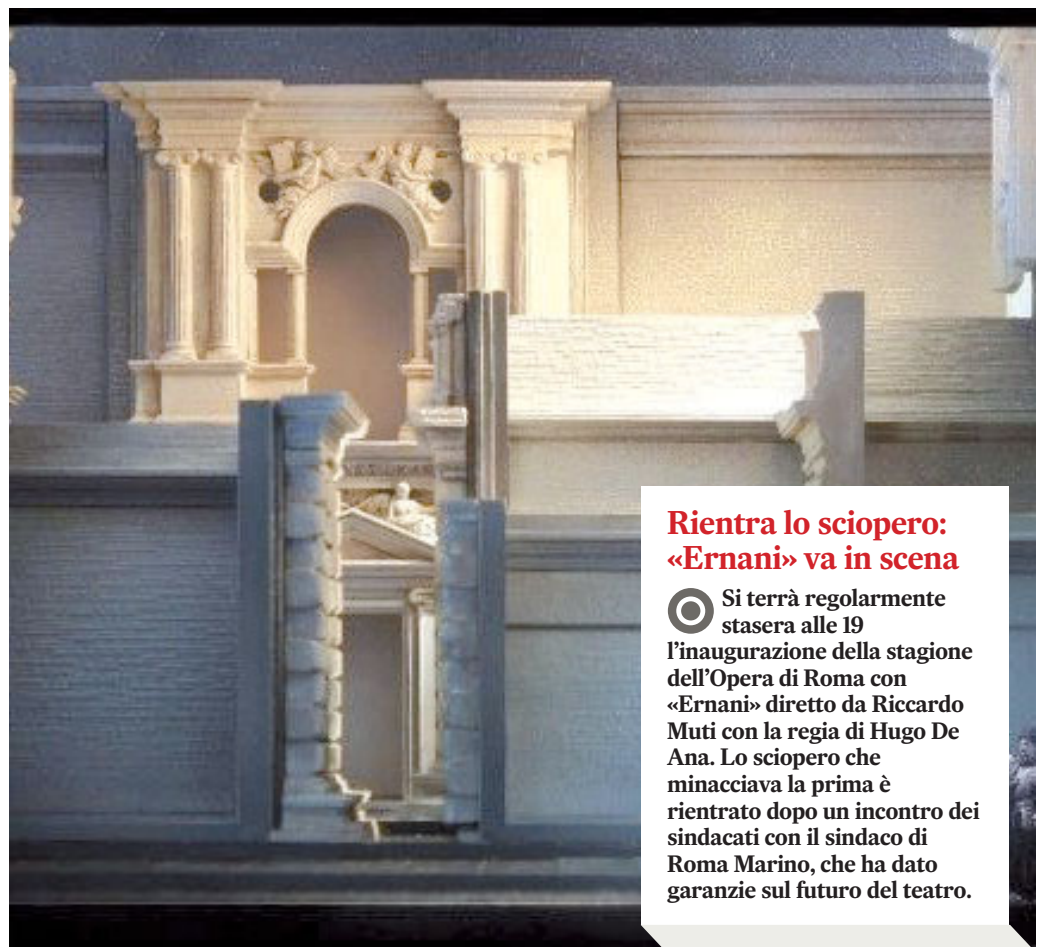 Rientra lo sciopero:
«Ernani» va in scena
Si terrà regolarmente
stasera alle 19
l'inaugurazione della stagione
dell'Opera di Roma con
«Ernani» diretto da Riccardo
Muti con la regia di Hugo De
Ana. Lo sciopero che
minacciava la prima è
rientrato dopo un incontro dei
sindacati con il sindaco di
Roma Marino, che ha dato
garanzie sul futuro del teatro.